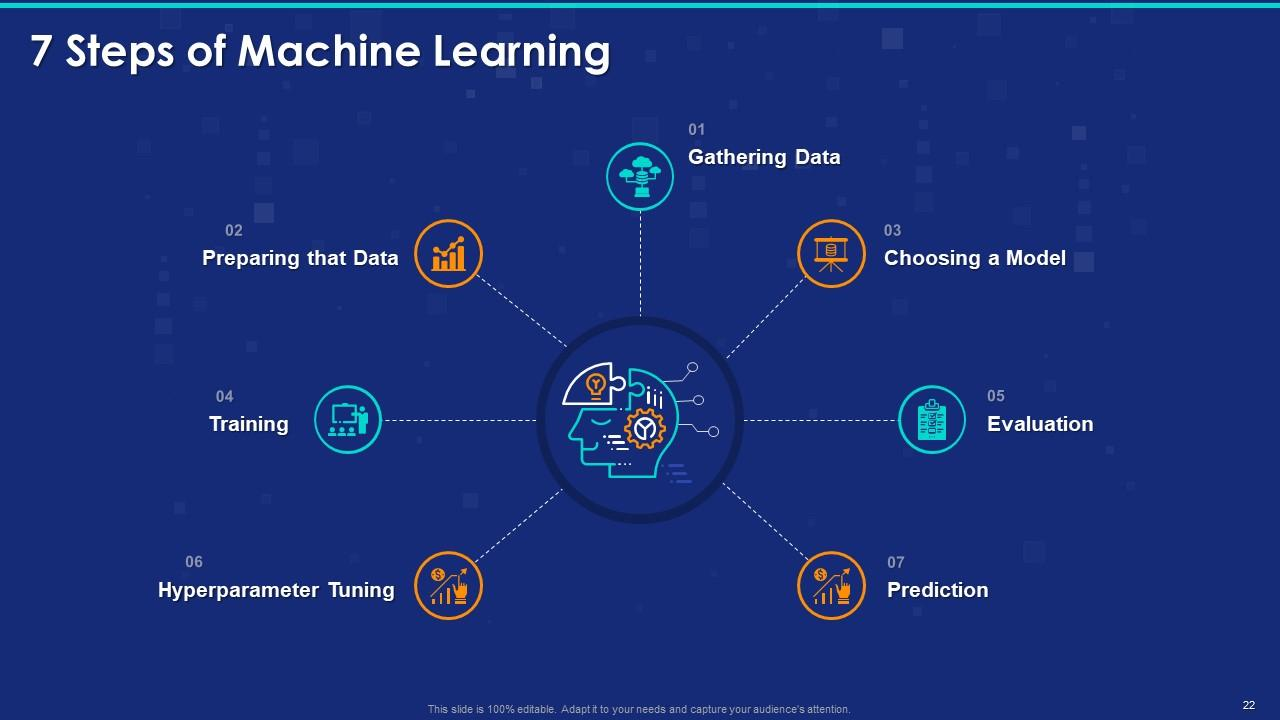 7 Steps of Machine Learning
01
Gathering Data
02
Preparing that Data
03
Choosing a Model
04
Training
05
Evaluation
06
Hyperparameter Tuning
07
Prediction
This slide is 100% editable. Adapt it to your needs and capture your audience's attention.
22